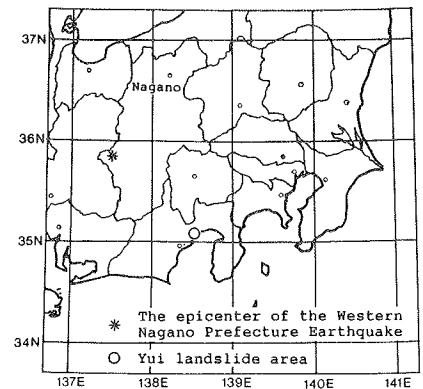 37N
Nagano
36N
35N
The epicenter of the Western
Nagano Prefecture Earthquake
Yui landslide area
34N
137E 138E 139E 140E 141E